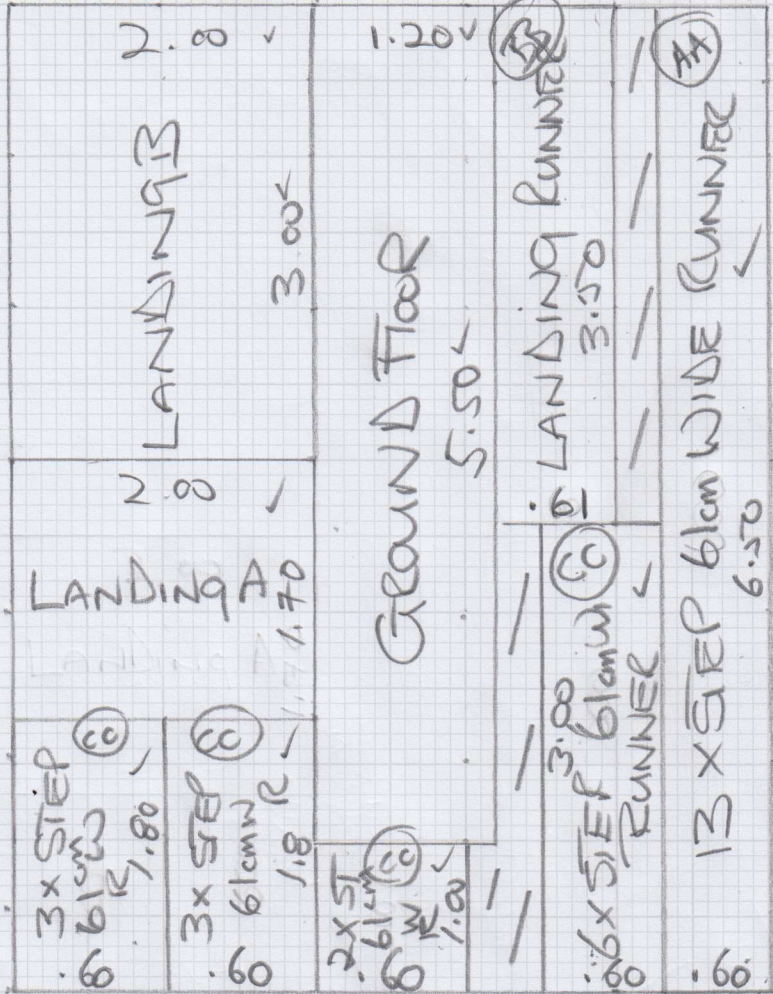 2.00 ✓
LANDING B
3.00 ✓
1.20 ✓
GROUND FLOOR
5.50 ✓
LANDING RUNNER
3.50
.61
AA
13 x STEP 61cm WIDE RUNNER ✓
6.50
.60
2.00 ✓
LANDING A
1.70
CC
3 x STEP
61cm W
R ✓
1.80
.60
CC
3 x STEP
61cm W
R ✓
1.8
.60
CC
2 x ST
61cm
W
R ✓
1.00
.60
CC
3.00
6 x STEP 61cm W
RUNNER ✓
.60